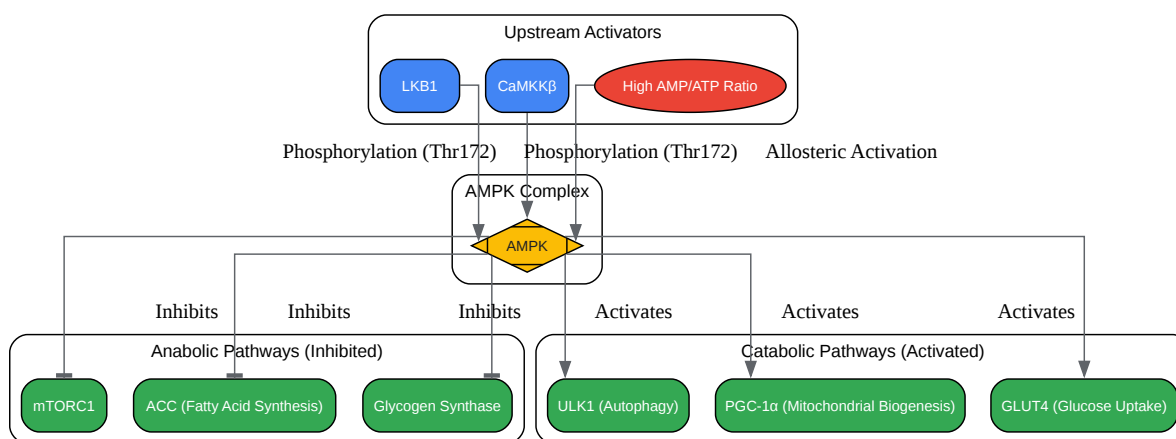 Upstream Activators
LKB1
CaMKKβ
High AMP/ATP Ratio
Phosphorylation (Thr172)
Phosphorylation (Thr172)
Allosteric Activation
AMPK Complex
AMPK
Inhibits
Inhibits
Inhibits
Activates
Activates
Activates
Anabolic Pathways (Inhibited)
Catabolic Pathways (Activated)
mTORC1
ACC (Fatty Acid Synthesis)
Glycogen Synthase
ULK1 (Autophagy)
PGC-1α (Mitochondrial Biogenesis)
GLUT4 (Glucose Uptake)